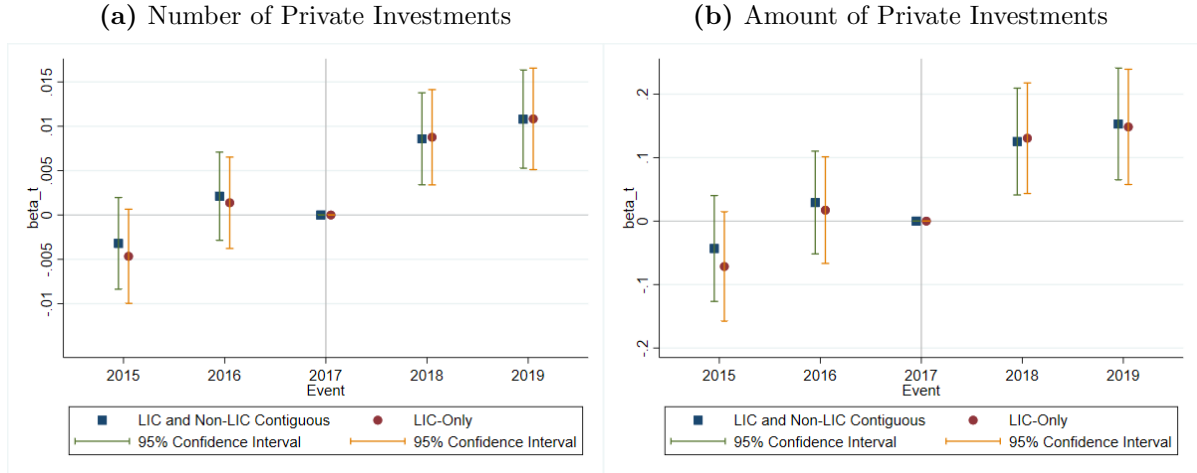 (a) Number of Private Investments
.015
.01
.005
0
-.005
-.01
beta_t
2015 2016 2017 2018 2019
Event
LIC and Non-LIC Contiguous LIC-Only
95% Confidence Interval 95% Confidence Interval
(b) Amount of Private Investments
.2
.1
0
-.1
-.2
beta_t
2015 2016 2017 2018 2019
Event
LIC and Non-LIC Contiguous LIC-Only
95% Confidence Interval 95% Confidence Interval